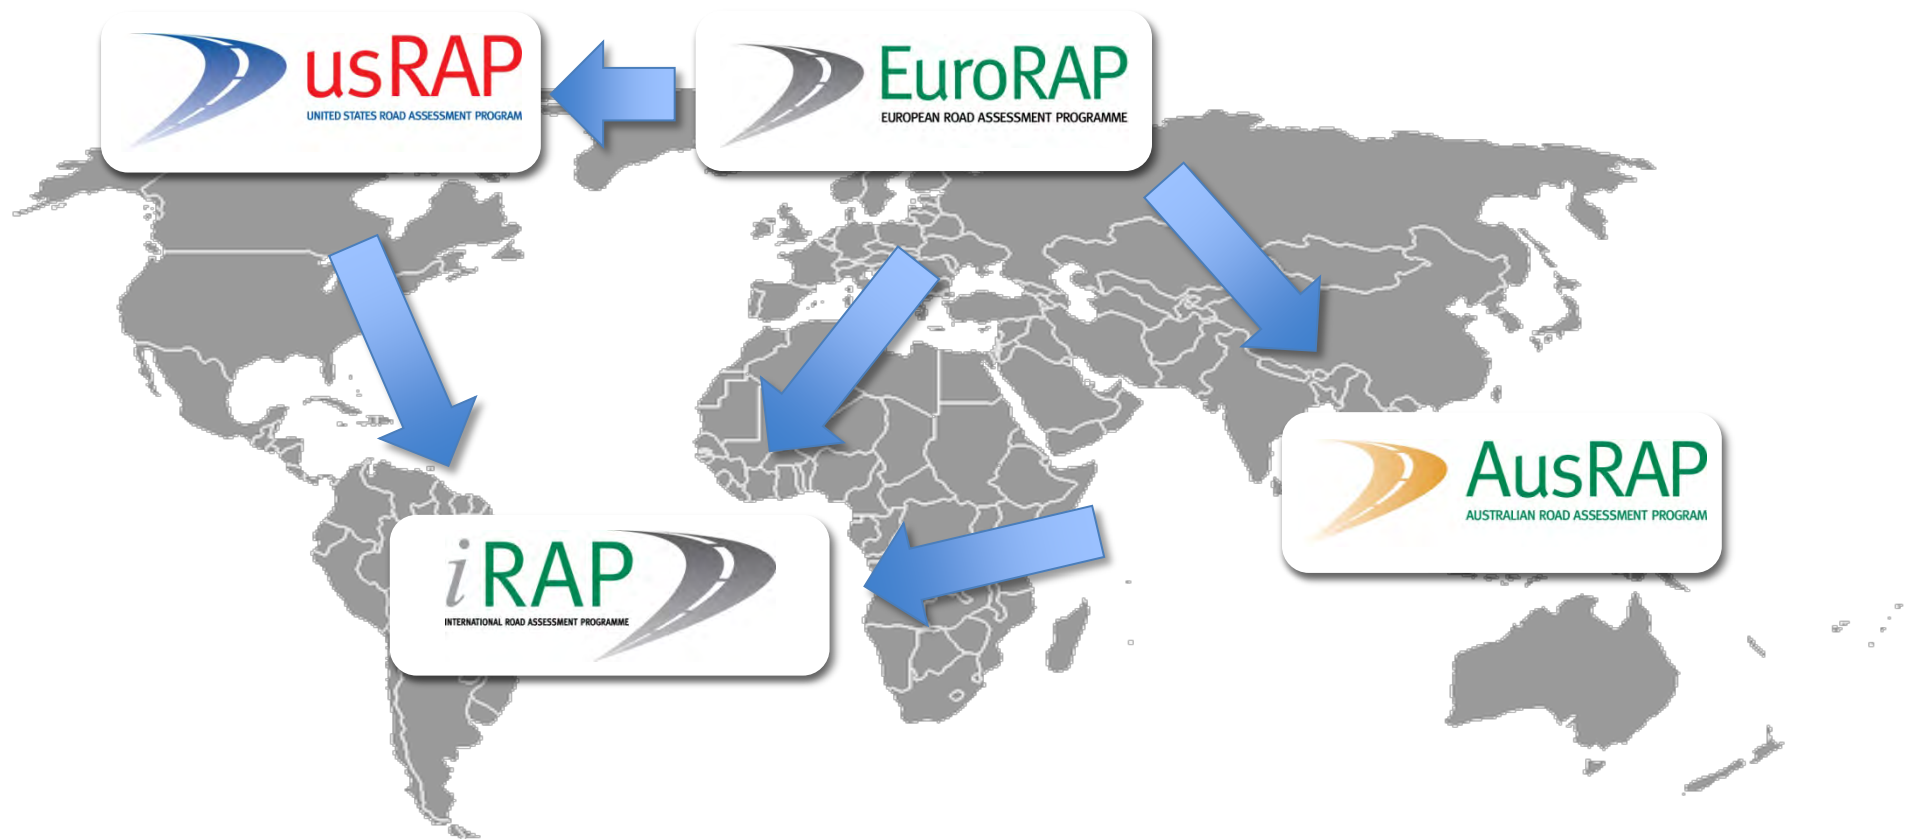 usRAP
UNITED STATES ROAD ASSESSMENT PROGRAM
EuroRAP
EUROPEAN ROAD ASSESSMENT PROGRAMME
AusRAP
AUSTRALIAN ROAD ASSESSMENT PROGRAM
iRAP
INTERNATIONAL ROAD ASSESSMENT PROGRAMME